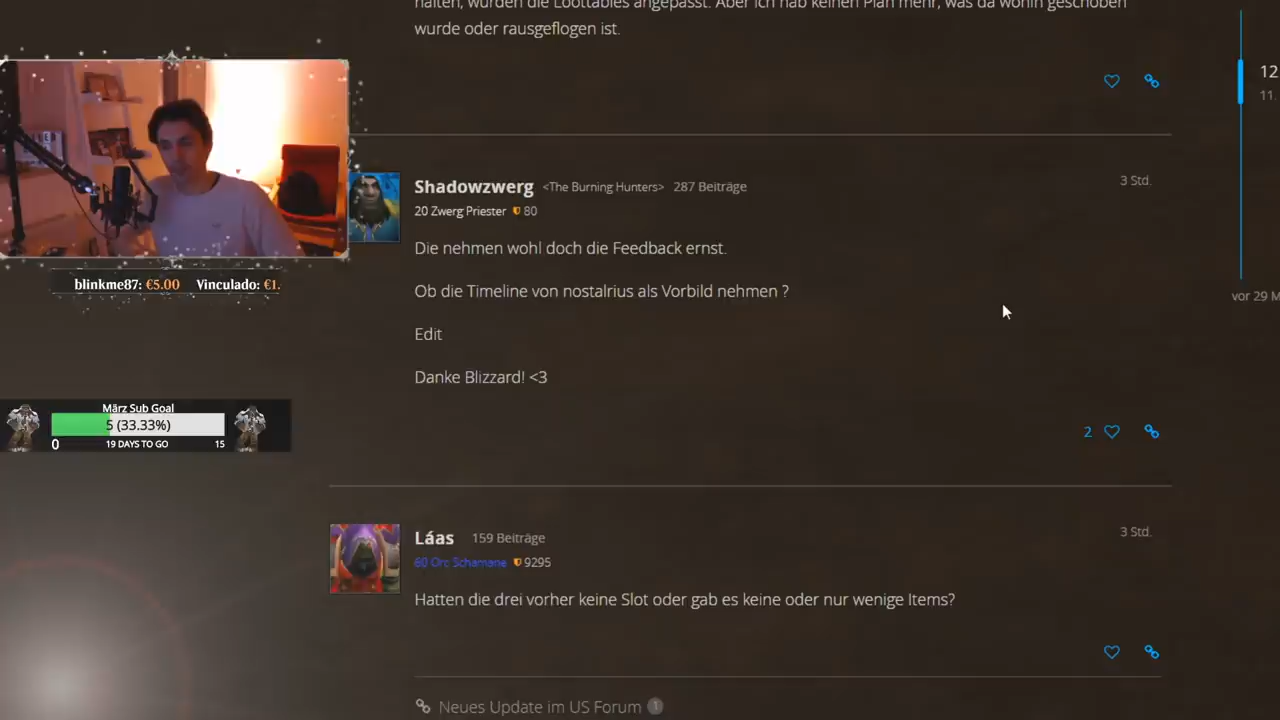 halten, wurden die Loottables angepasst. Aber ich hab keinen Plan mehr, was da wohin geschoben
wurde oder rausgeflogen ist.
12
11.
Shadowzwerg <The Burning Hunters> 287 Beiträge
3 Std.
20 Zwerg Priester 80
Die nehmen wohl doch die Feedback ernst.
blinkme87: €5.00 Vinculado: €1.
Ob die Timeline von nostalrius als Vorbild nehmen ?
vor 29 M
Edit
Danke Blizzard! <3
März Sub Goal
5 (33.33%)
0 19 DAYS TO GO 15
2
Láas 159 Beiträge
3 Std.
60 Orc Schamane 9295
Hatten die drei vorher keine Slot oder gab es keine oder nur wenige Items?
Neues Update im US Forum 1